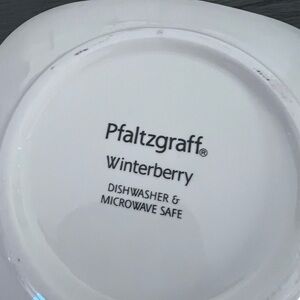 Pfaltzgraff®
Winterberry
DISHWASHER &
MICROWAVE SAFE